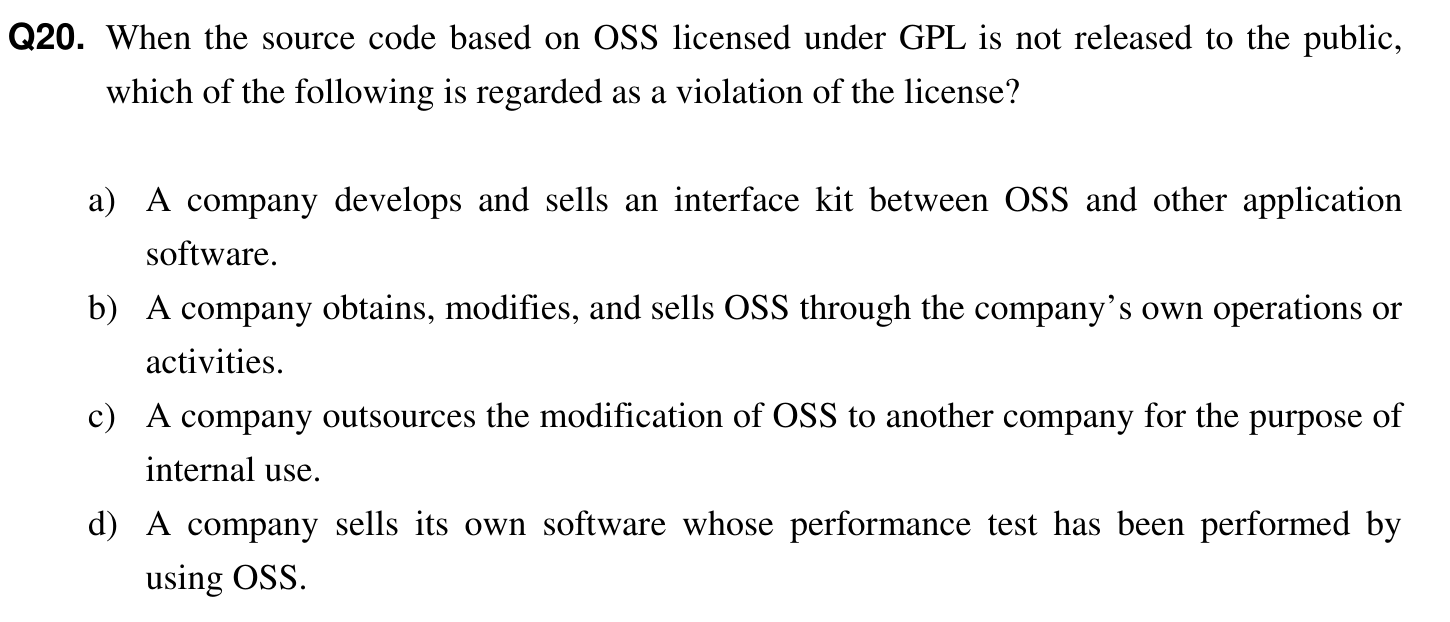 Q20. When the source code based on OSS licensed under GPL is not released to the public,
which of the following is regarded as a violation of the license?
a) A company develops and sells an interface kit between OSS and other application
software.
b) A company obtains, modifies, and sells OSS through the company’s own operations or
activities.
c) A company outsources the modification of OSS to another company for the purpose of
internal use.
d) A company sells its own software whose performance test has been performed by
using OSS.